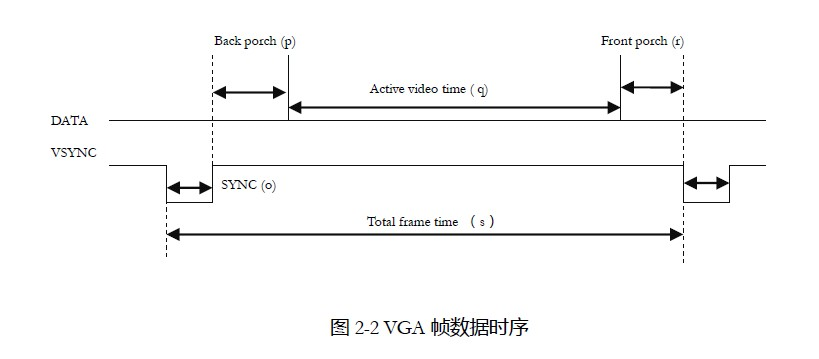 Back porch (p)
Front porch (r)
Active video time ( q)
DATA
VSYNC
SYNC (o)
Total frame time （ s ）
图 2-2 VGA 帧数据时序